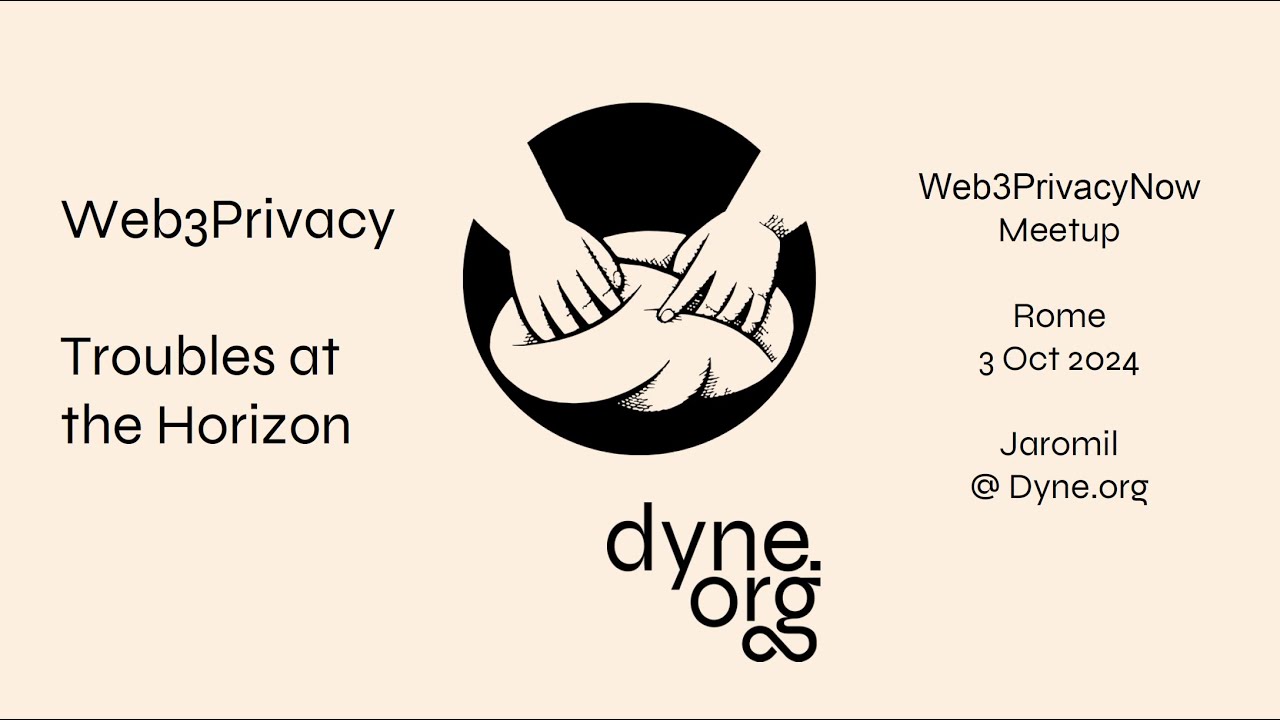 Web3Privacy
Troubles at
the Horizon
dyne.
org
Web3PrivacyNow
Meetup
Rome
3 Oct 2024
Jaromil
@ Dyne.org